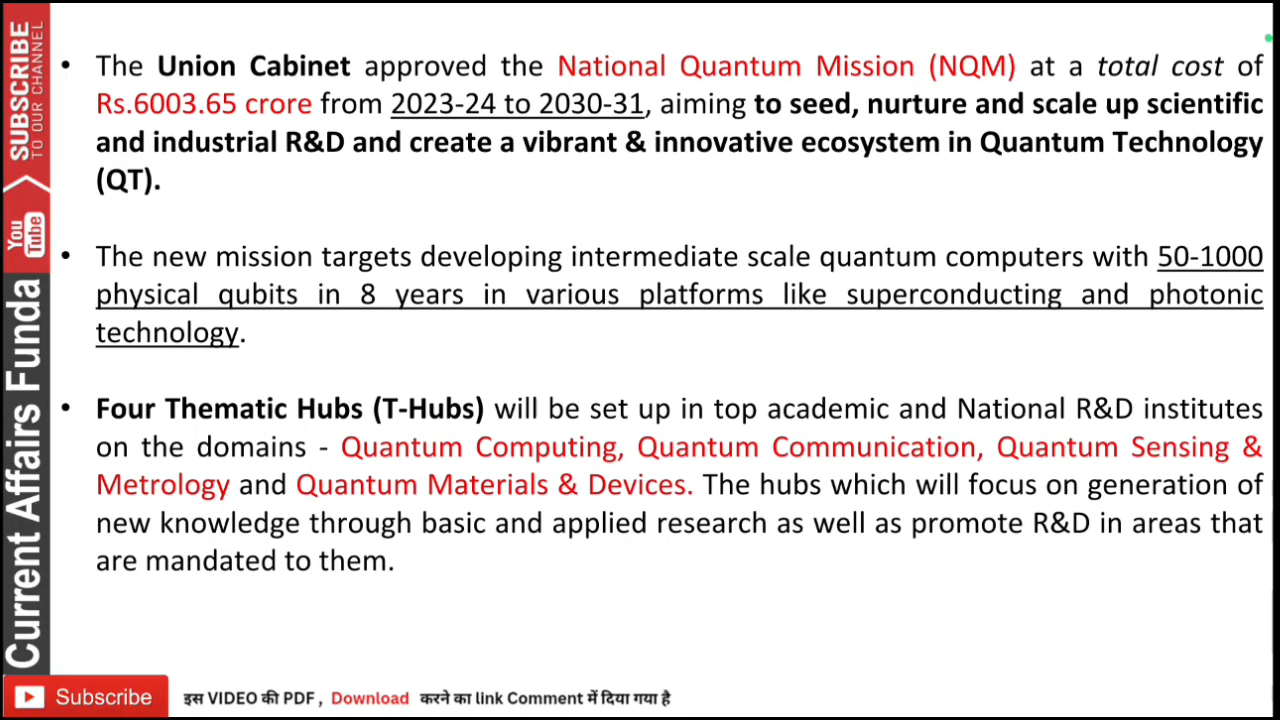 • The Union Cabinet approved the National Quantum Mission (NQM) at a total cost of
Rs.6003.65 crore from 2023-24 to 2030-31, aiming to seed, nurture and scale up scientific
and industrial R&D and create a vibrant & innovative ecosystem in Quantum Technology
(QT).
• The new mission targets developing intermediate scale quantum computers with 50-1000
physical qubits in 8 years in various platforms like superconducting and photonic
technology.
• Four Thematic Hubs (T-Hubs) will be set up in top academic and National R&D institutes
on the domains - Quantum Computing, Quantum Communication, Quantum Sensing &
Metrology and Quantum Materials & Devices. The hubs which will focus on generation of
new knowledge through basic and applied research as well as promote R&D in areas that
are mandated to them.
SUBSCRIBE
TO OUR CHANNEL
You
Tube
Current Affairs Funda
Subscribe
इस VIDEO की PDF , Download करने का link Comment में दिया गया है